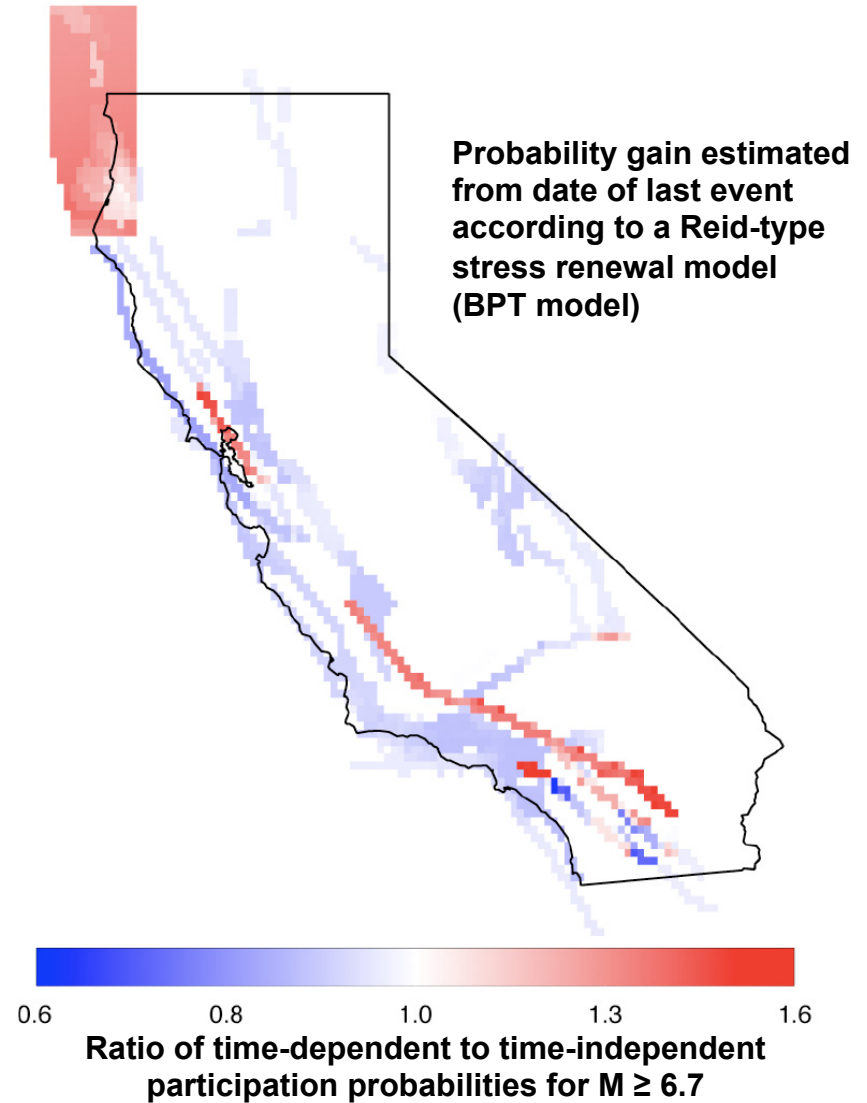 Probability gain estimated
from date of last event
according to a Reid-type
stress renewal model
(BPT model)
0.6 0.8 1.0 1.3 1.6
Ratio of time-dependent to time-independent
participation probabilities for M ≥ 6.7